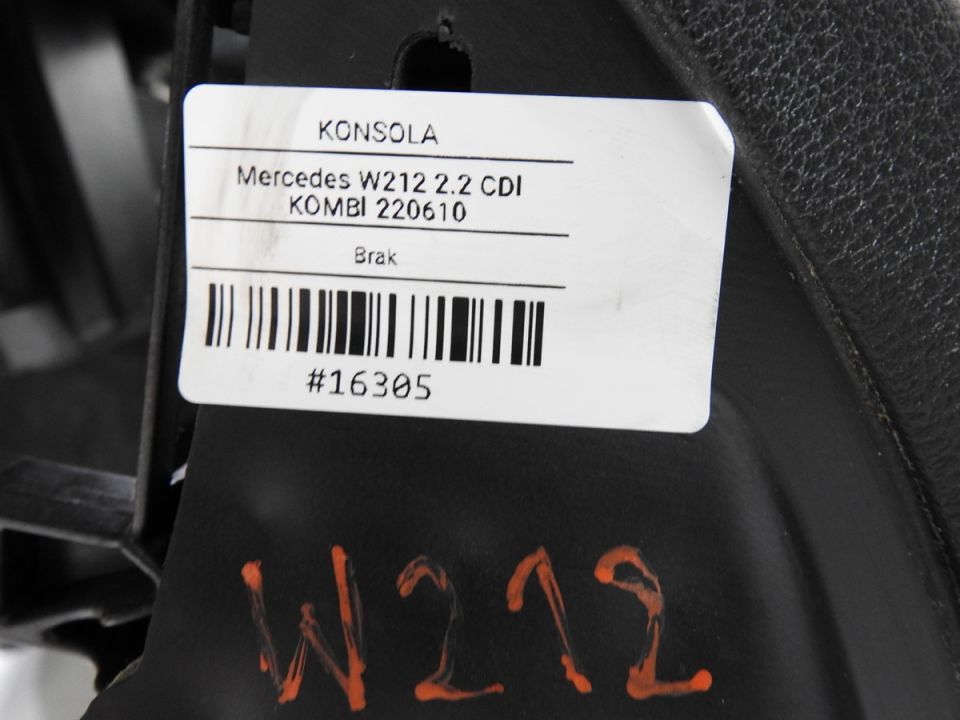 KONSOLA
Mercedes W212 2.2 CDI
KOMBI 220610
Brak
#16305
W212